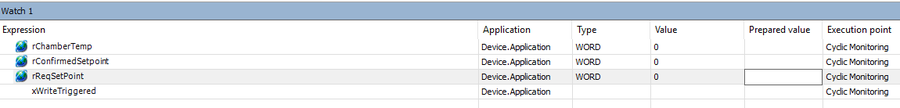 Watch 1
Expression Application Type Value Prepared value Execution point
rChamberTemp Device.Application WORD 0 Cyclic Monitoring
rConfirmedSetpoint Device.Application WORD 0 Cyclic Monitoring
rReqSetPoint Device.Application WORD 0 Cyclic Monitoring
xWriteTriggered Device.Application Cyclic Monitoring